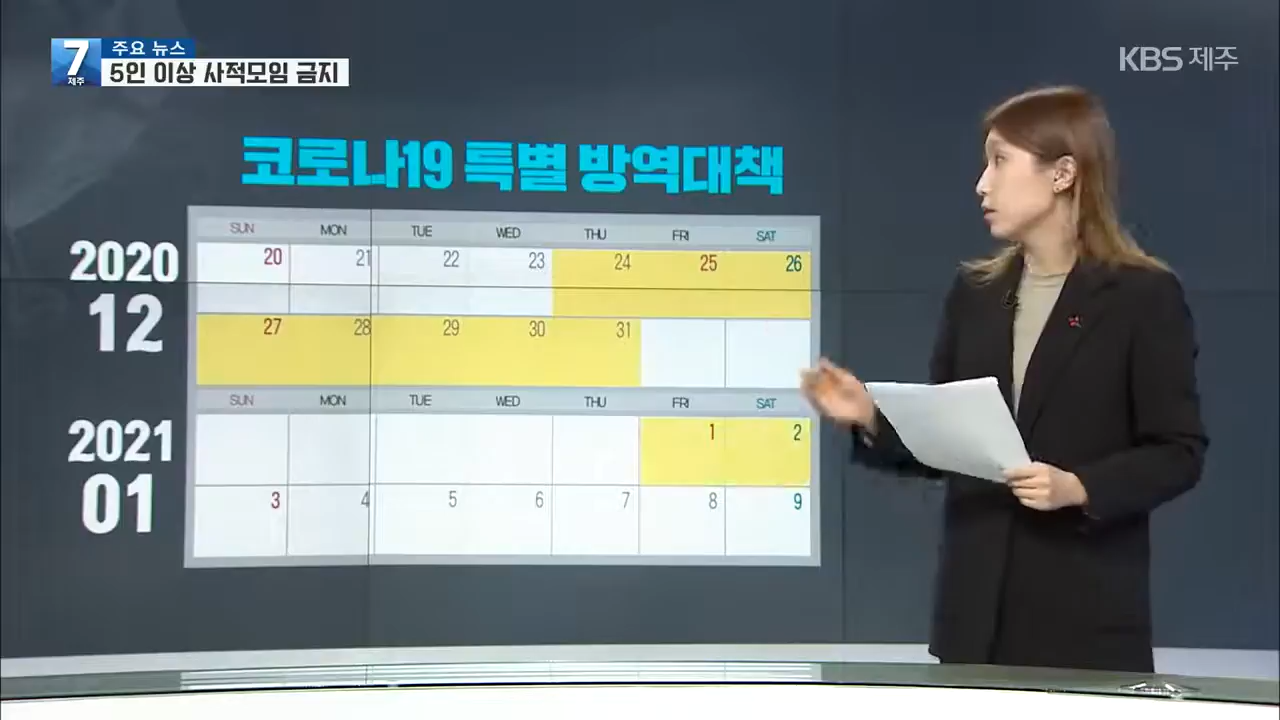 7
제주
주요 뉴스
5인 이상 사적모임 금지
KBS 제주
코로나19 특별 방역대책
2020
12
SUN MON TUE WED THU FRI SAT
20 21 22 23 24 25 26
27 28 29 30 31
2021
01
SUN MON TUE WED THU FRI SAT
1 2
3 4 5 6 7 8 9